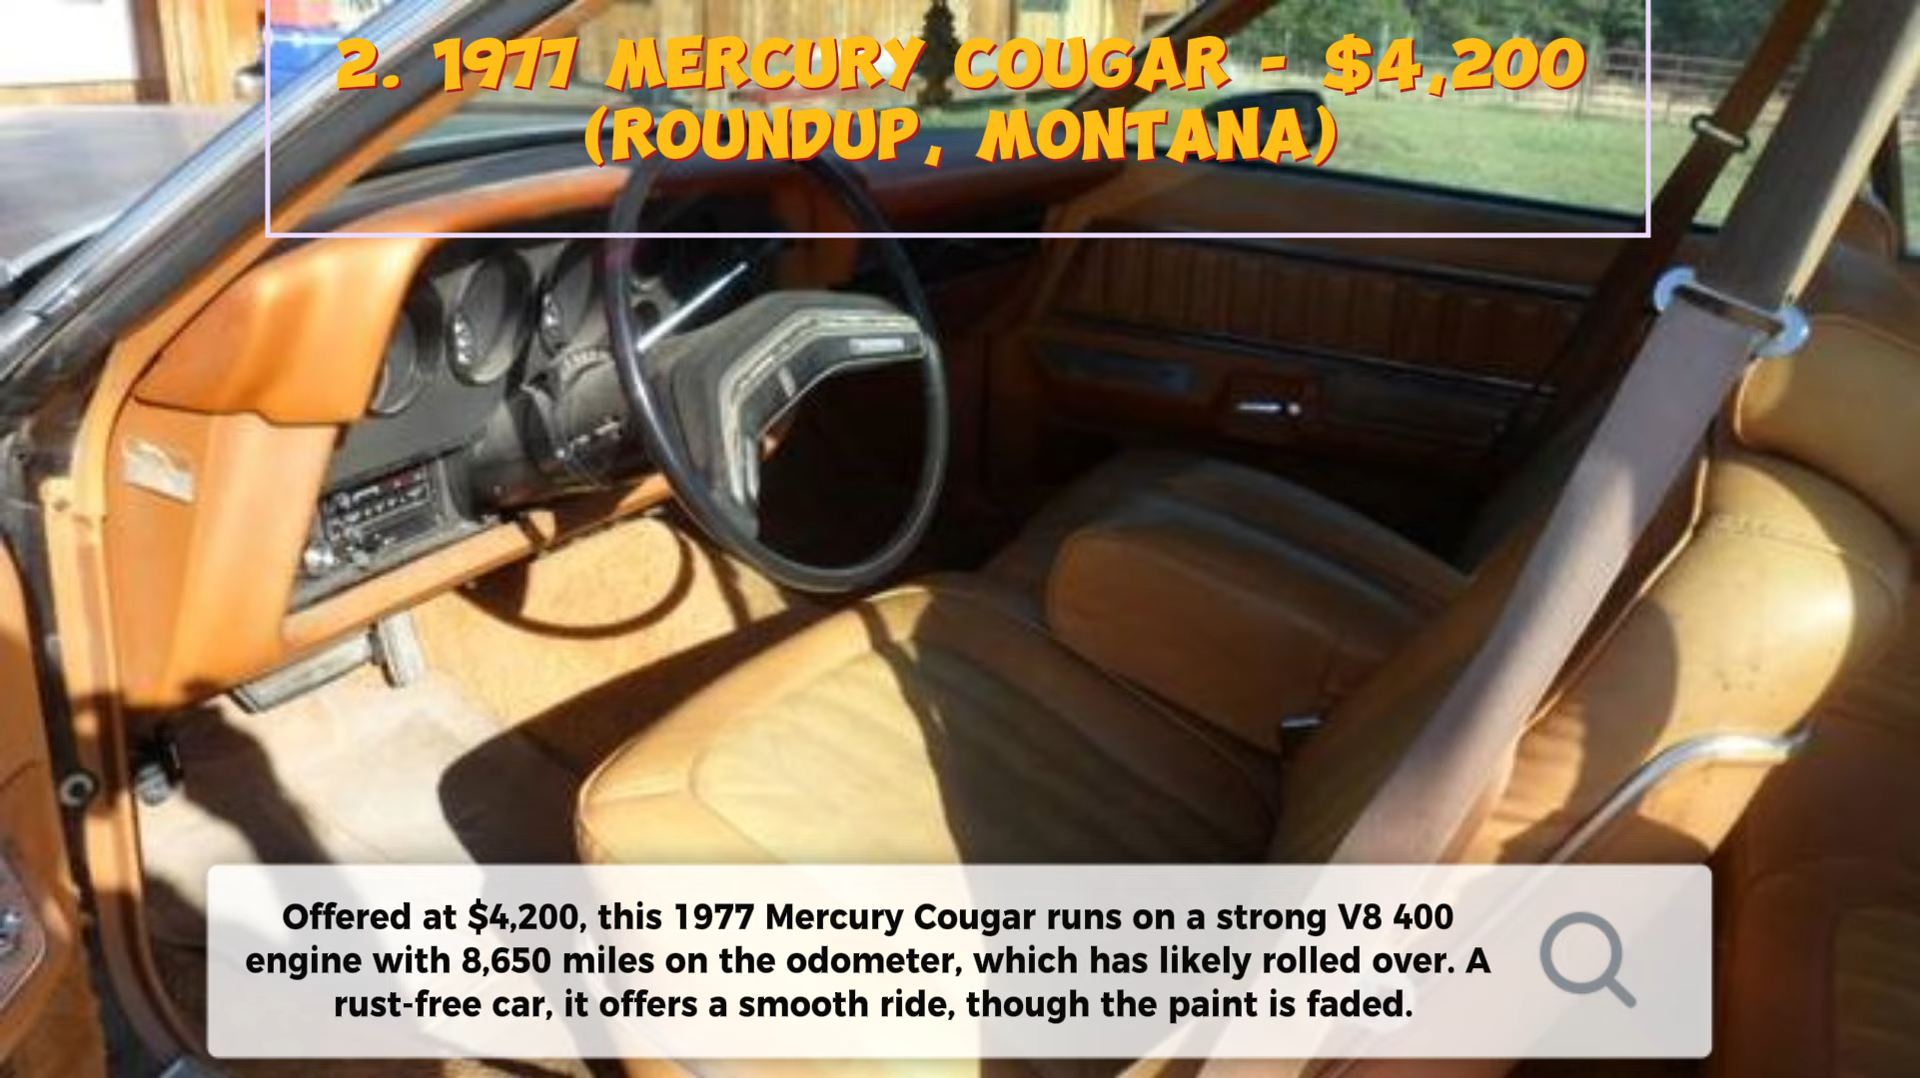 2. 1977 MERCURY COUGAR - $4,200
(ROUNDUP, MONTANA)
Offered at $4,200, this 1977 Mercury Cougar runs on a strong V8 400
engine with 8,650 miles on the odometer, which has likely rolled over. A
rust-free car, it offers a smooth ride, though the paint is faded.